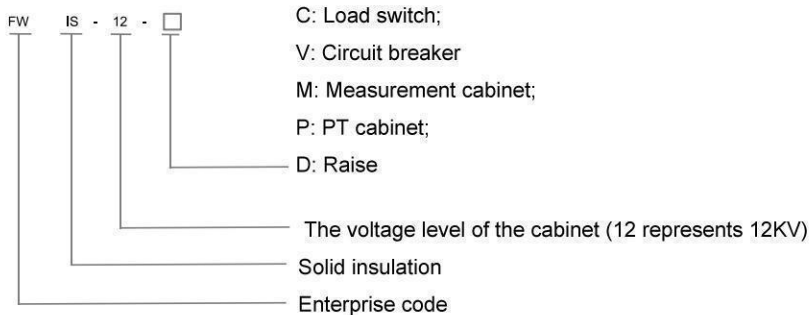 FW IS - 12 - □
C: Load switch;
V: Circuit breaker
M: Measurement cabinet;
P: PT cabinet;
D: Raise
The voltage level of the cabinet (12 represents 12KV)
Solid insulation
Enterprise code